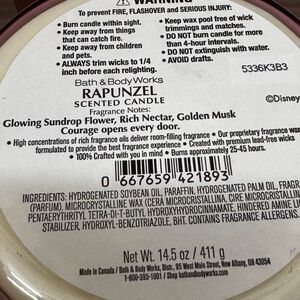 WARNING
To prevent FIRE, FLASHOVER and SERIOUS INJURY:
• Burn candle within sight.
• Keep away from things
that can catch fire.
• Keep away from children
and pets.
• ALWAYS trim wicks to 1/4
inch before each relighting.
• Keep wax pool free of wick
trimmings and matches.
• DO NOT burn candle for more
than 4-hour intervals.
• DO NOT extinguish with
water.
• AVOID drafts.
Bath & Body Works
5336K3B3
RAPUNZEL
SCENTED CANDLE
©Disney
Fragrance Notes:
Glowing Sundrop Flower, Rich Nectar, Golden Musk
Courage opens every door.
• High concentrations of rich fragrance oils deliver room-filling fragrance • Our proprietary fragrance wax
formulated to provide the best fragrance experience • Created with premium lead-free wicks
• 100% Crafted with you in mind • Burns approximately 25-45 hours.
0 667659 421893
INGREDIENTS: HYDROGENATED SOYBEAN OIL, PARAFFIN, HYDROGENATED PALM OIL,
(PARFUM), MICROCRYSTALLINE WAX (CERA MICROCRISTALLINA, CIRE MICROCRISTALLINE),
PENTAERYTHRITYL TETRA-DI-T-BUTYL HYDROXYHYDROCINNAMATE, HINDERED AMINE
STABILIZER, HYDROXYL-BENZOTRIAZOLE, BHT. CONTAINS FRAGRANCE ALLERGENS.
Net Wt. 14.5 oz / 411 g
Made in Canada / Bath & Body Works, Distr., 95 West Main Street, New Albany, OH 43054
1-800-395-1001 / Shop bathandbodyworks.com